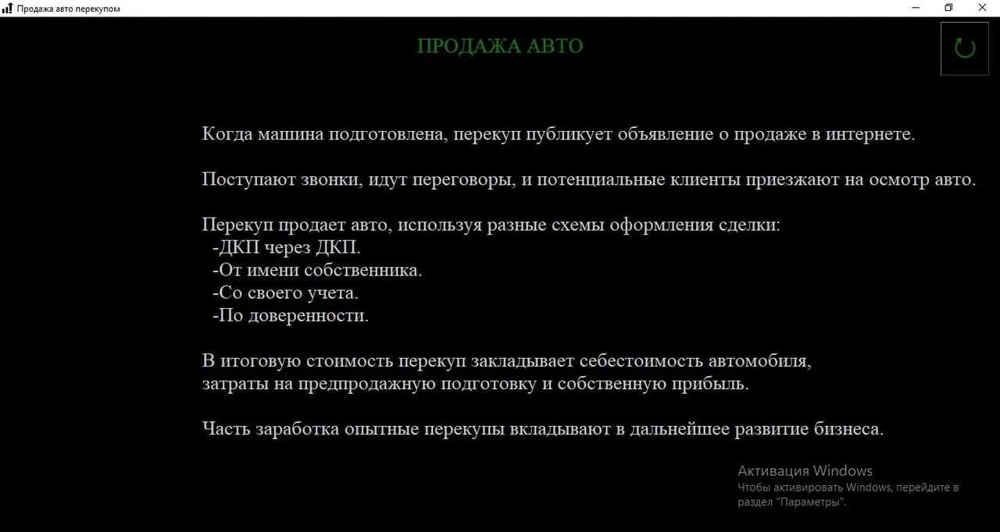 Продажа авто перекупом
ПРОДАЖА АВТО
Когда машина подготовлена, перекуп публикует объявление о продаже в интернете.
Поступают звонки, идут переговоры, и потенциальные клиенты приезжают на осмотр авто.
Перекуп продает авто, используя разные схемы оформления сделки:
-ДКП через ДКП.
-От имени собственника.
-Со своего учета.
-По доверенности.
В итоговую стоимость перекуп закладывает себестоимость автомобиля,
затраты на предпродажную подготовку и собственную прибыль.
Часть заработка опытные перекупы вкладывают в дальнейшее развитие бизнеса.
Активация Windows
Чтобы активировать Windows, перейдите в
раздел "Параметры".